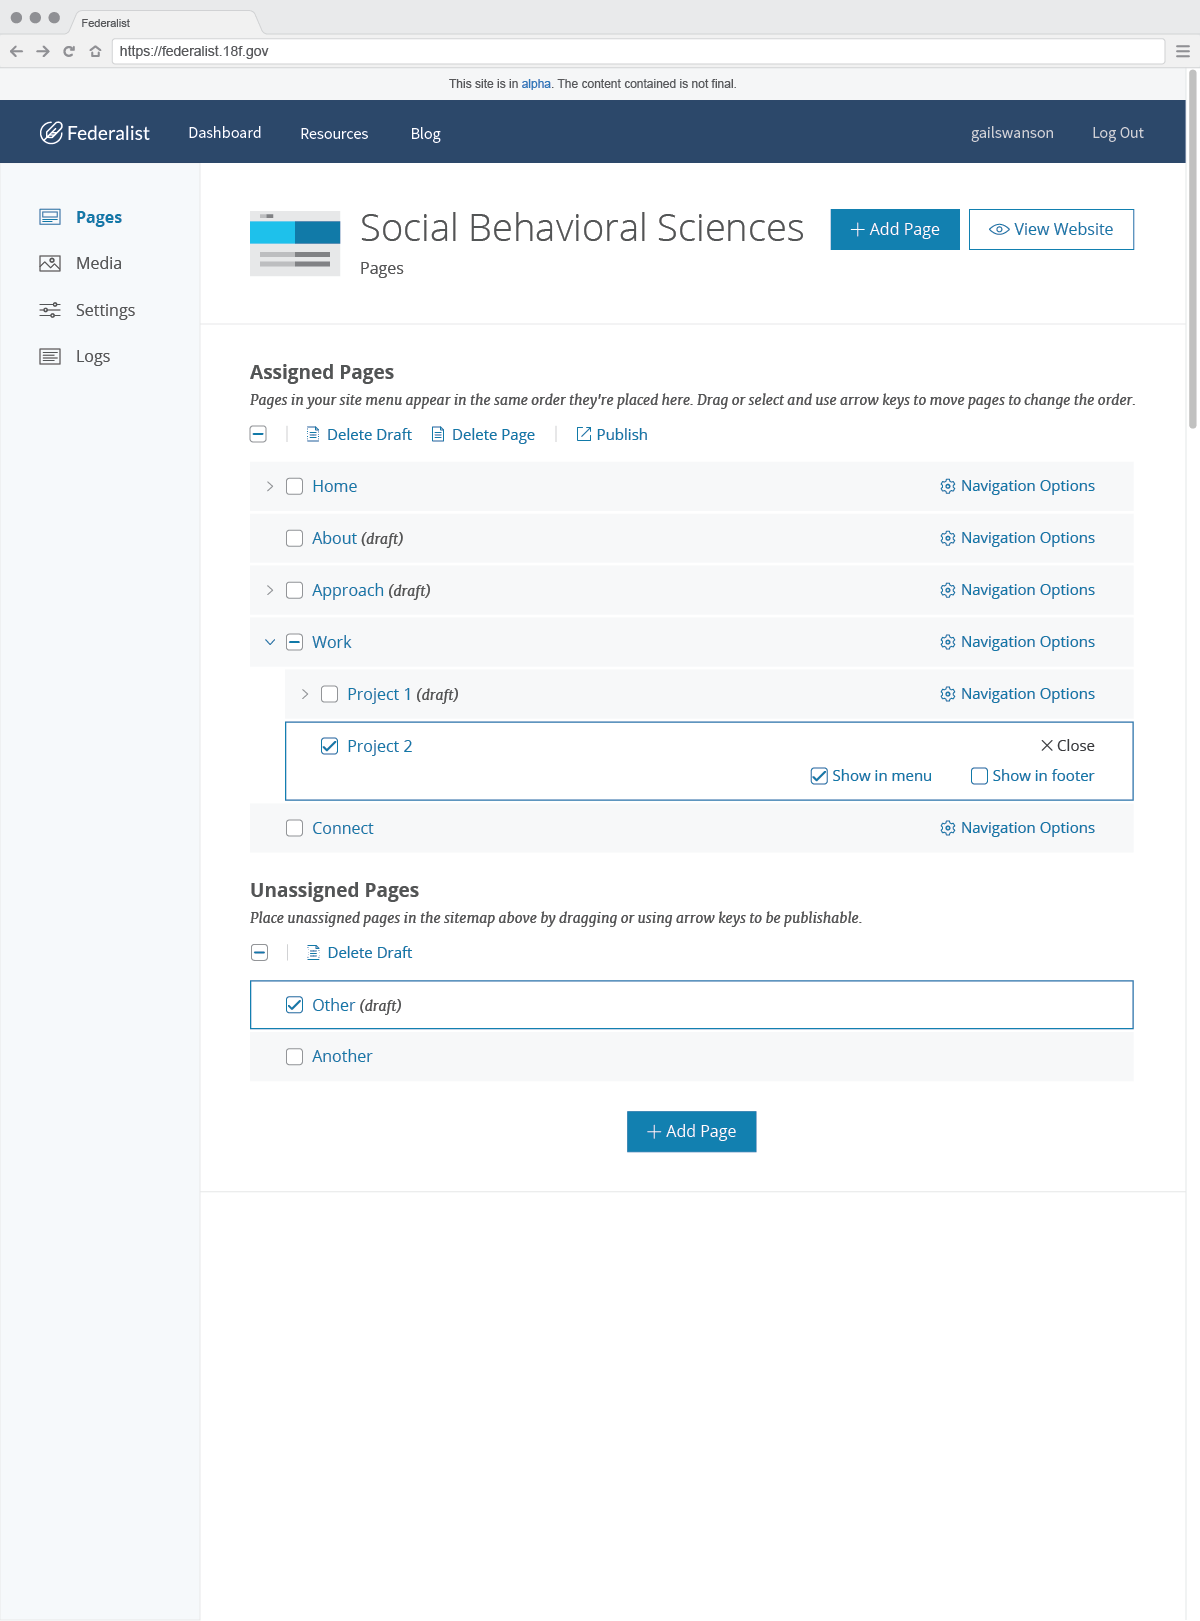 Federalist
https://federalist.18f.gov
This site is in alpha. The content contained is not final.
Federalist Dashboard Resources Blog gailswanson Log Out
Pages
Media
Settings
Logs
Social Behavioral Sciences
Pages
Add Page
View Website
Assigned Pages
Pages in your site menu appear in the same order they're placed here. Drag or select and use arrow keys to move pages to change the order.
Delete Draft Delete Page Publish
Home Navigation Options
About (draft) Navigation Options
Approach (draft) Navigation Options
Work Navigation Options
Project 1 (draft) Navigation Options
Project 2 Close
Show in menu Show in footer
Connect Navigation Options
Unassigned Pages
Place unassigned pages in the sitemap above by dragging or using arrow keys to be publishable.
Delete Draft
Other (draft)
Another
Add Page